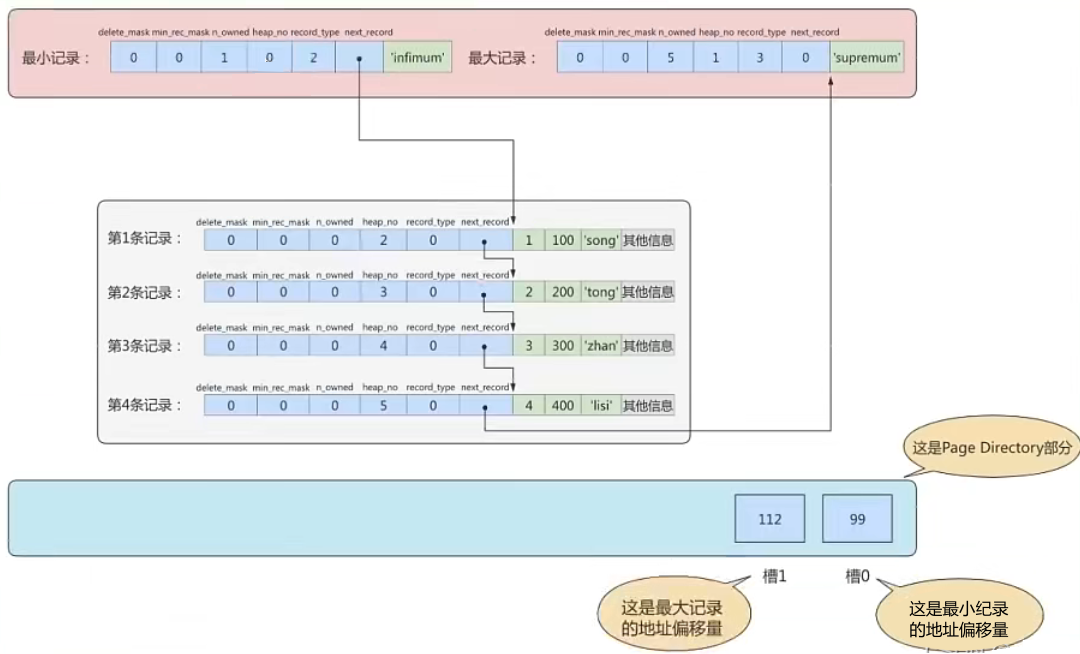 delete_mask min_rec_mask n_owned heap_no record_type next_record
最小记录： 0 0 1 0 2 'infimum'
delete_mask min_rec_mask n_owned heap_no record_type next_record
最大记录： 0 0 5 1 3 0 'supremum'
delete_mask min_rec_mask n_owned heap_no record_type next_record
第1条记录： 0 0 0 2 0 1 100 'song' 其他信息
delete_mask min_rec_mask n_owned heap_no record_type next_record
第2条记录： 0 0 0 3 0 2 200 'tong' 其他信息
delete_mask min_rec_mask n_owned heap_no record_type next_record
第3条记录： 0 0 0 4 0 3 300 'zhan' 其他信息
delete_mask min_rec_mask n_owned heap_no record_type next_record
第4条记录： 0 0 0 5 0 4 400 'lisi' 其他信息
这是Page Directory部分
112 99
槽1 槽0
这是最大记录
的地址偏移量
这是最小纪录
的地址偏移量